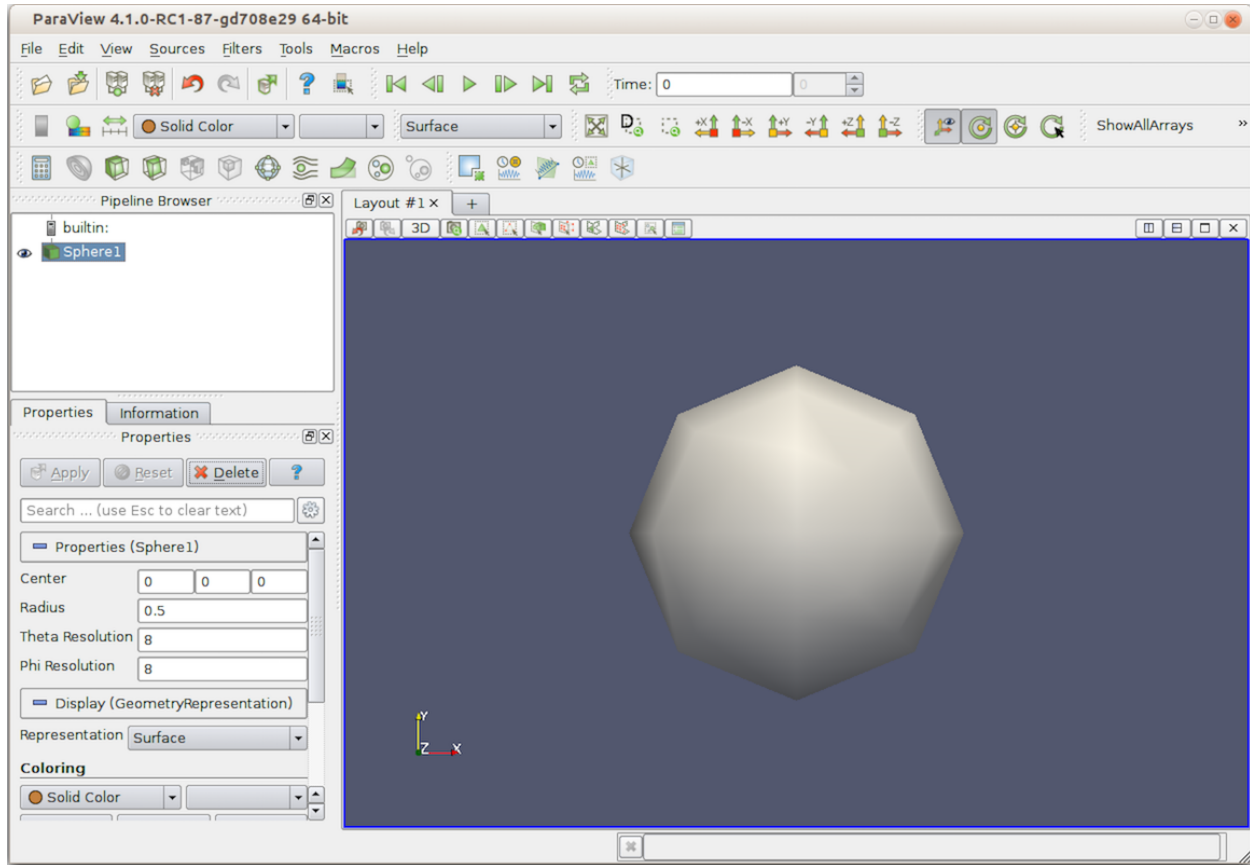 ParaView 4.1.0-RC1-87-gd708e29 64-bit
File Edit View Sources Filters Tools Macros Help
Time: 0 0
Solid Color Surface +X -X +Y -Y +Z -Z ShowAllArrays »
Pipeline Browser
Layout #1 × +
3D
builtin:
Sphere1
Properties Information
Properties
Apply Reset Delete ?
Search ... (use Esc to clear text)
Properties (Sphere1)
Center 0 0 0
Radius 0.5
Theta Resolution 8
Phi Resolution 8
Display (GeometryRepresentation)
Representation Surface
Coloring
Solid Color
Y
Z X